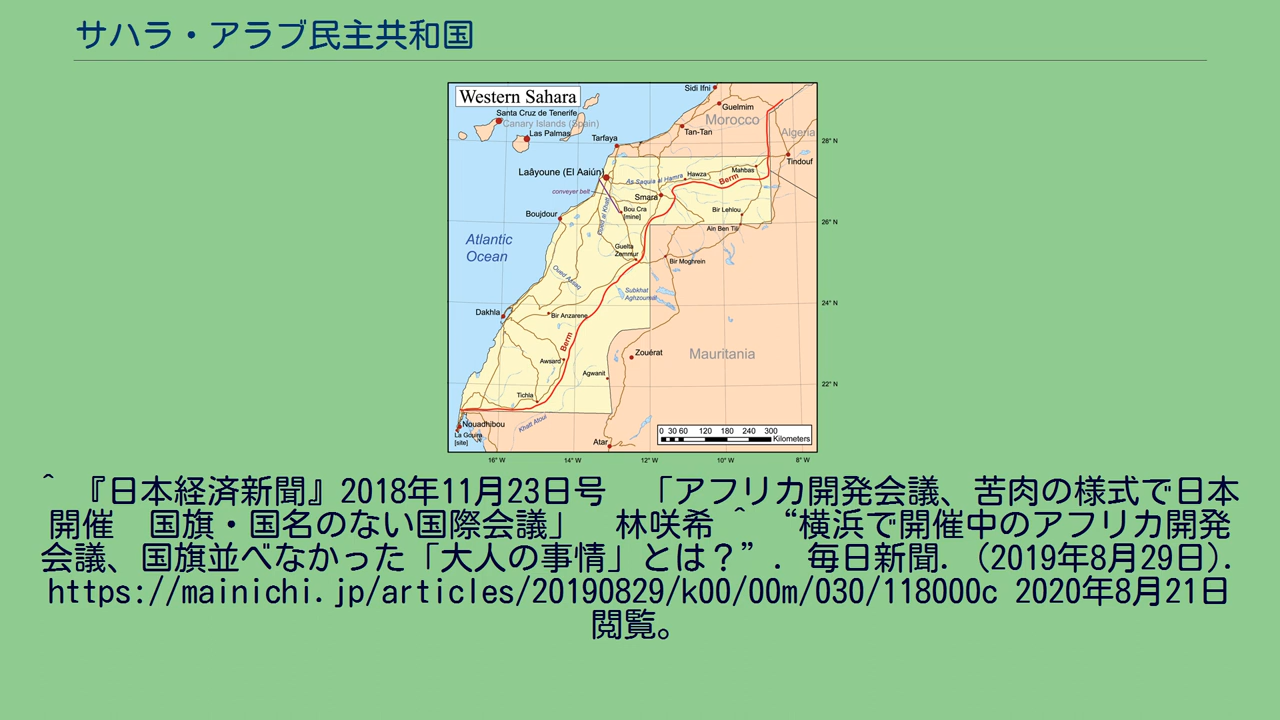 サハラ・アラブ民主共和国
Western Sahara
Sidi Ifni
Guelmim
Morocco
Santa Cruz de Tenerife
Canary Islands (Spain)
Las Palmas
Tarfaya
Tan-Tan
Algeria
28° N
Tindouf
Laâyoune (El Aaiún)
As Saquia al Hamra
Hawza
Mahbas
Berm
conveyer belt
Smara
Bou Cra
[mine]
Bir Lehlou
Boujdour
26° N
Ain Ben Tili
Atlantic
Ocean
Guelta
Zemmur
Bir Moghrein
Subkhat
Aghzoumal
24° N
Dakhla
Bir Anzarene
Berm
Zouérat
Mauritania
Awsard
Agwanit
22° N
Tichla
Nouadhibou
La Gouira
[site]
Khatt Atoui
Atar
0 30 60 120 180 240 300
Kilometers
16° W 14° W 12° W 10° W 8° W
^ 『日本経済新聞』2018年11月23日号 「アフリカ開発会議、苦肉の様式で日本
開催 国旗・国名のない国際会議」 林咲希 ^ “横浜で開催中のアフリカ開発
会議、国旗並べなかった「大人の事情」とは？”. 毎日新聞. (2019年8月29日).
https://mainichi.jp/articles/20190829/k00/00m/030/118000c 2020年8月21日
閲覧。